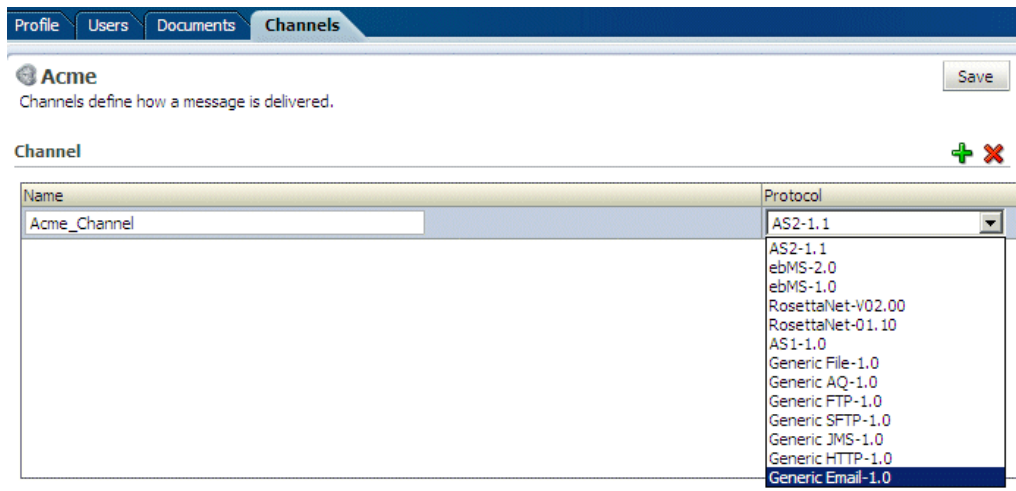 Profile Users Documents Channels
Acme Save
Channels define how a message is delivered.
Channel
Name Protocol
Acme_Channel AS2-1.1
AS2-1.1
ebMS-2.0
ebMS-1.0
RosettaNet-V02.00
RosettaNet-01.10
AS1-1.0
Generic File-1.0
Generic AQ-1.0
Generic FTP-1.0
Generic SFTP-1.0
Generic JMS-1.0
Generic HTTP-1.0
Generic Email-1.0